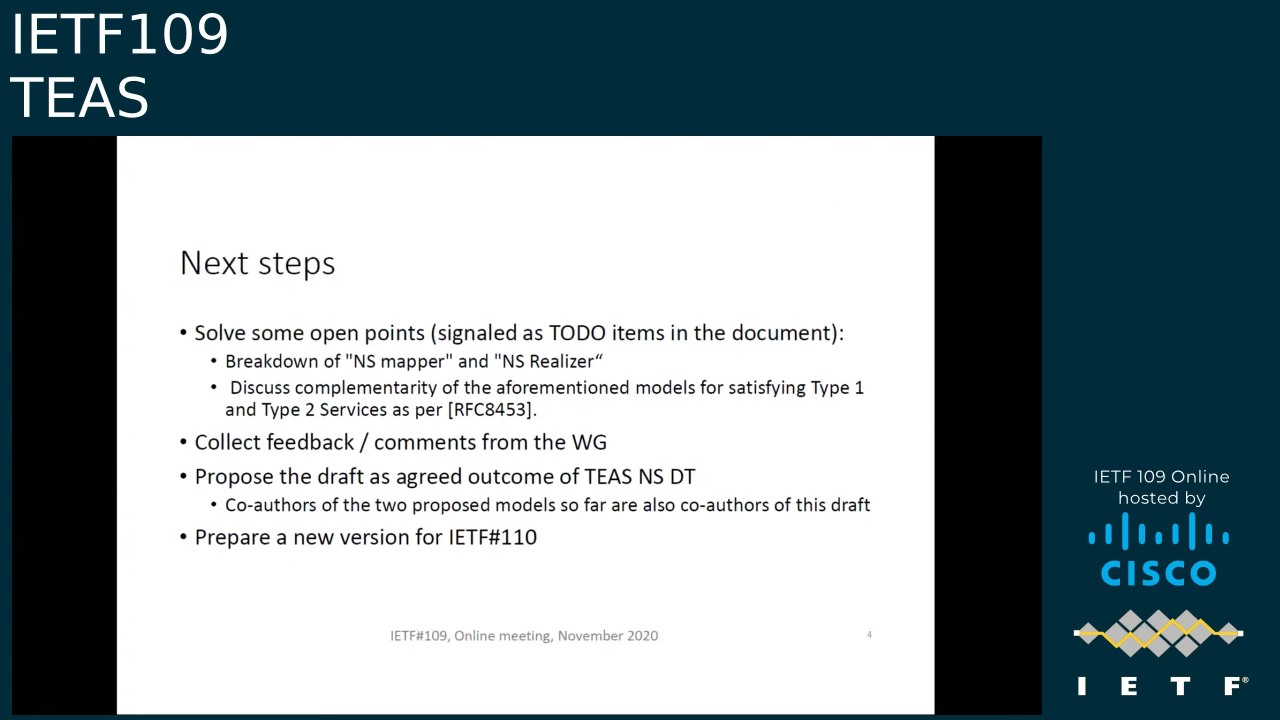 IETF109
TEAS
Next steps
• Solve some open points (signaled as TODO items in the document):
• Breakdown of "NS mapper" and "NS Realizer“
• Discuss complementarity of the aforementioned models for satisfying Type 1
and Type 2 Services as per [RFC8453].
• Collect feedback / comments from the WG
• Propose the draft as agreed outcome of TEAS NS DT
• Co-authors of the two proposed models so far are also co-authors of this draft
• Prepare a new version for IETF#110
IETF#109, Online meeting, November 2020
4
IETF 109 Online
hosted by
CISCO
I E T F®